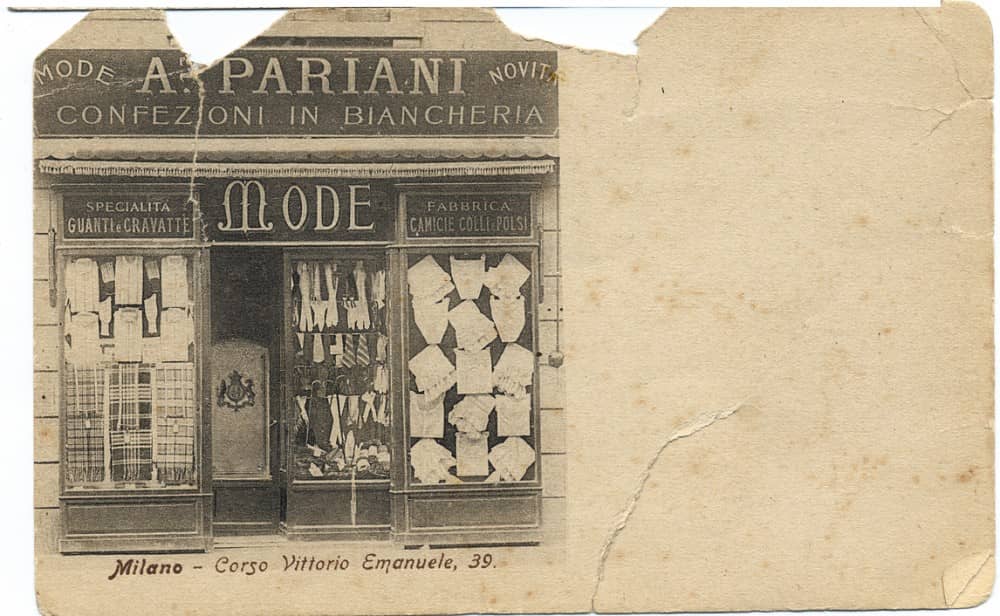 MODE A. PARIANI NOVITÀ
CONFEZIONI IN BIANCHERIA
MODE
SPECIALITÀ
GUANTI e CRAVATTE
FABBRICA
CAMICIE COLLI e POLSI
Milano - Corso Vittorio Emanuele, 39.